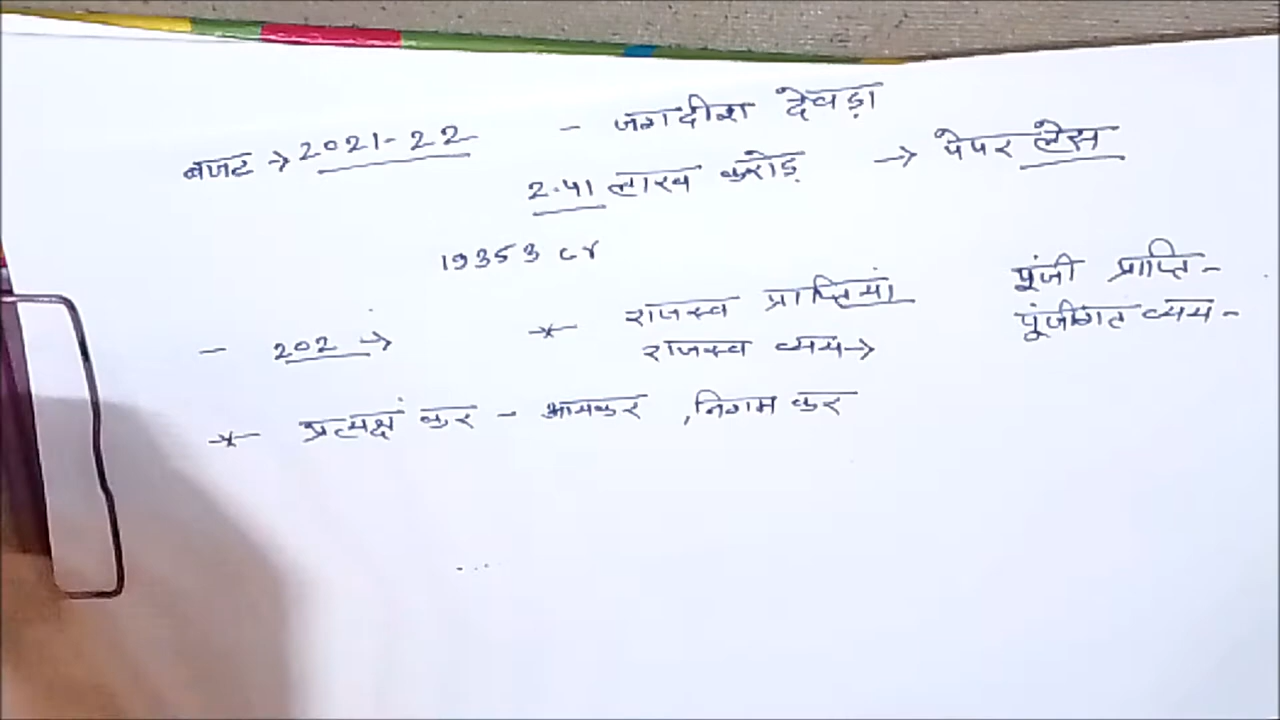 बजट → 2021-22 - जगदीश देवड़ा
2.41 लाख करोड़ → पेपर लेस
19353 cr
- 202 → * राजस्व प्राप्तियां पूंजी प्राप्ति -
राजस्व व्यय → पूंजीगत व्यय -
* प्रत्यक्ष कर - आयकर , निगम कर